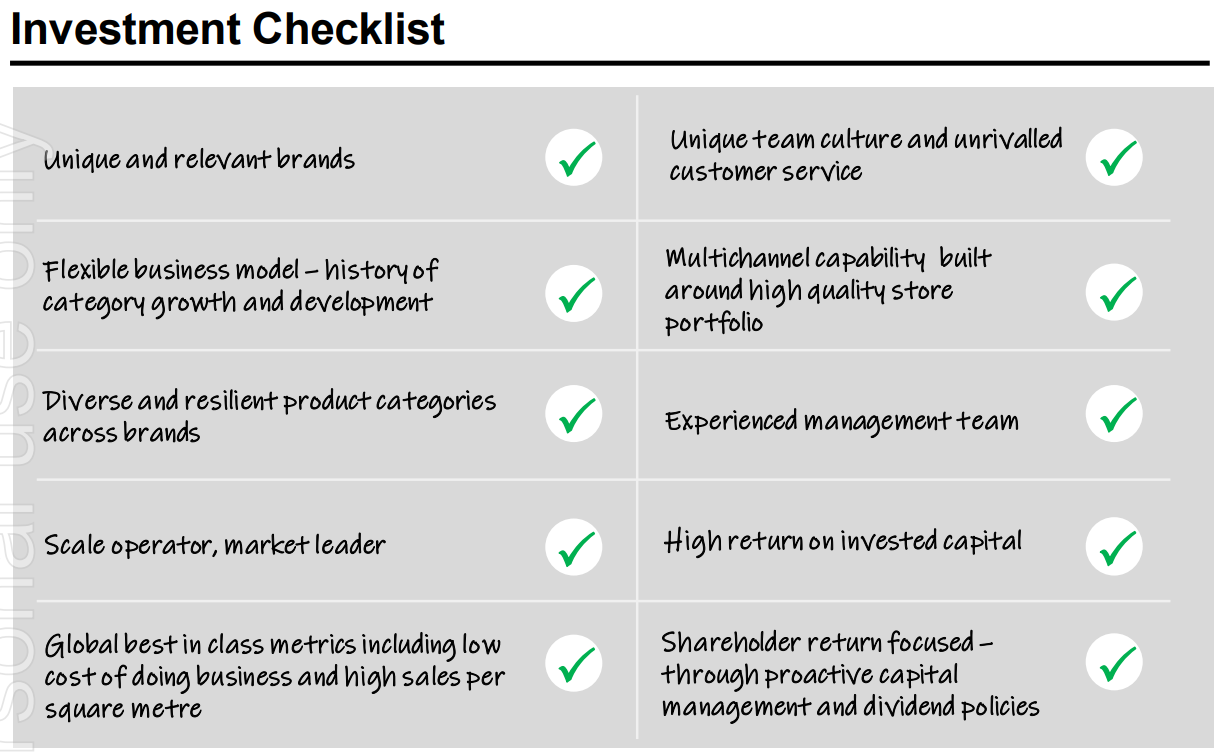 Investment Checklist
Unique and relevant brands
Unique team culture and unrivalled
customer service
Flexible business model – history of
category growth and development
Multichannel capability built
around high quality store
portfolio
Diverse and resilient product categories
across brands
Experienced management team
Scale operator, market leader
High return on invested capital
Global best in class metrics including low
cost of doing business and high sales per
square metre
Shareholder return focused –
through proactive capital
management and dividend policies
sonal use only